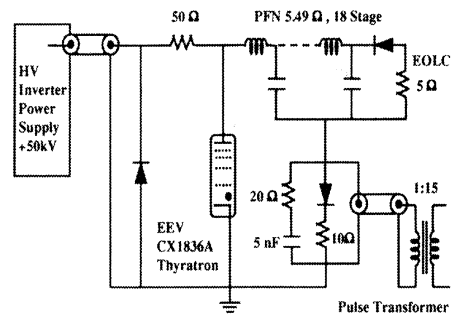 50 Ω
PFN 5.49 Ω , 18 Stage
HV
Inverter
Power
Supply
+50kV
EOLC
5 Ω
EEV
CX1836A
Thyratron
20 Ω
5 nF
10Ω
1:15
Pulse Transformer